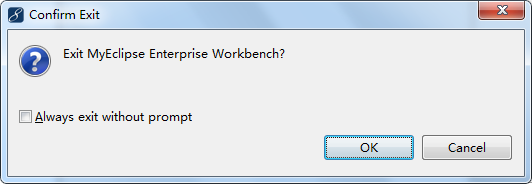 Confirm Exit
Exit MyEclipse Enterprise Workbench?
Always exit without prompt
OK
Cancel